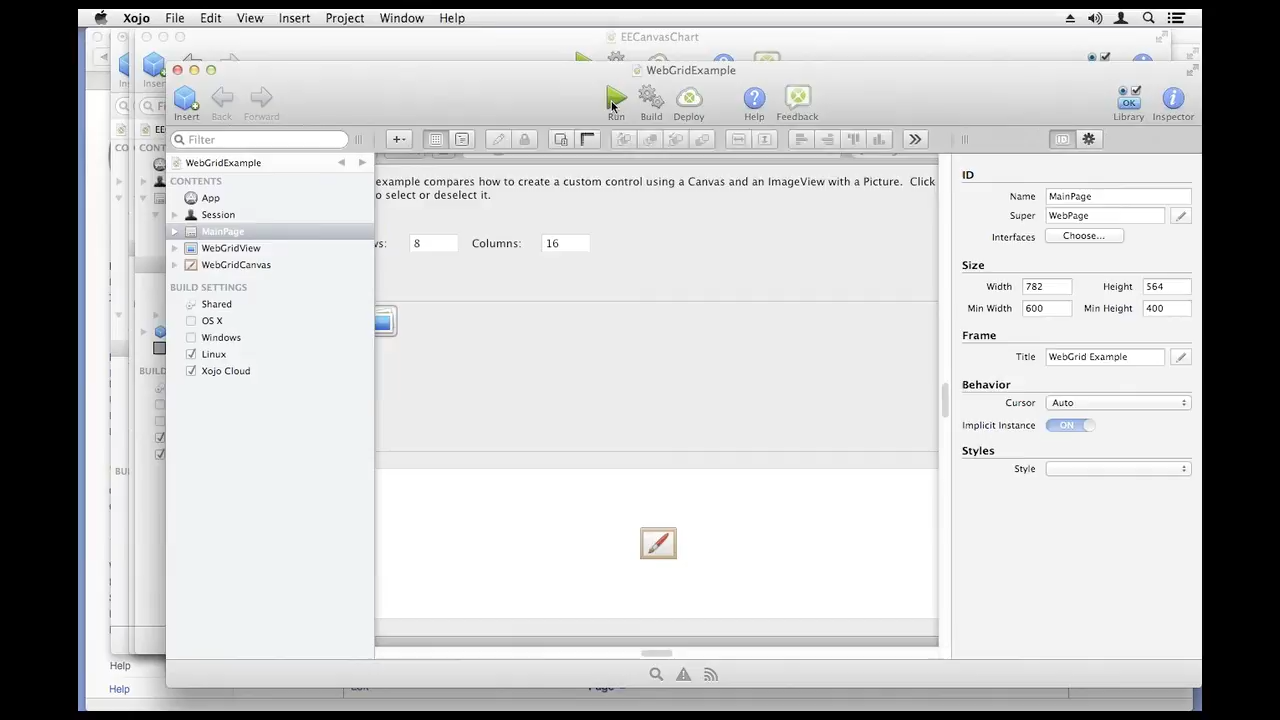 Xojo File Edit View Insert Project Window Help
EECanvasChart
WebGridExample
Insert Back Forward Run Build Deploy Help Feedback OK Library Inspector
Filter
WebGridExample
CONTENTS
App
Session
MainPage
WebGridView
WebGridCanvas
BUILD SETTINGS
Shared
OS X
Windows
Linux
Xojo Cloud
example compares how to create a custom control using a Canvas and an ImageView with a Picture. Click
to select or deselect it.
8 Columns: 16
ID
Name MainPage
Super WebPage
Interfaces Choose...
Size
Width 782 Height 564
Min Width 600 Min Height 400
Frame
Title WebGrid Example
Behavior
Cursor Auto
Implicit Instance ON
Styles
Style
Help
Help